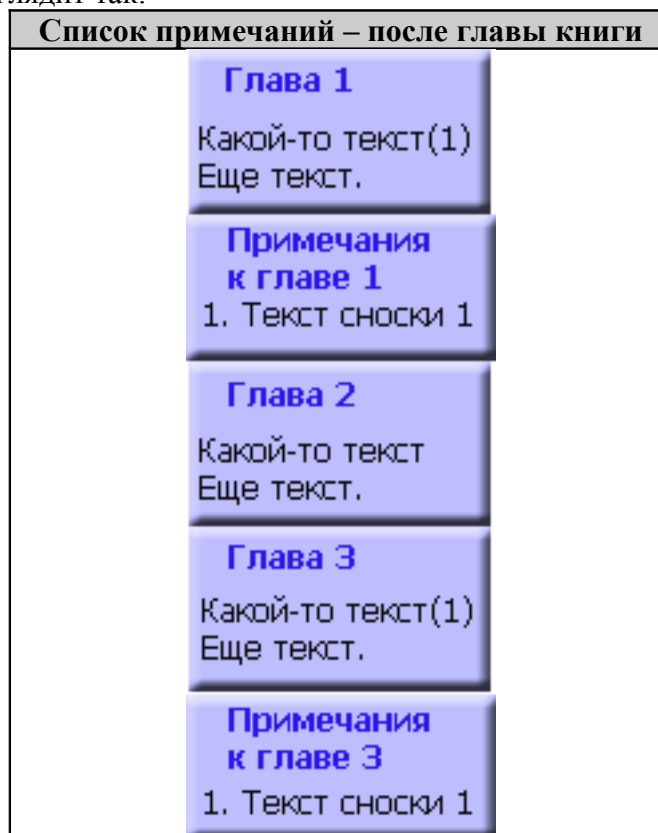 так:
Список примечаний – после главы книги
Глава 1
Какой-то текст(1)
Еще текст.
Примечания
к главе 1
1. Текст сноски 1
Глава 2
Какой-то текст
Еще текст.
Глава 3
Какой-то текст(1)
Еще текст.
Примечания
к главе 3
1. Текст сноски 1